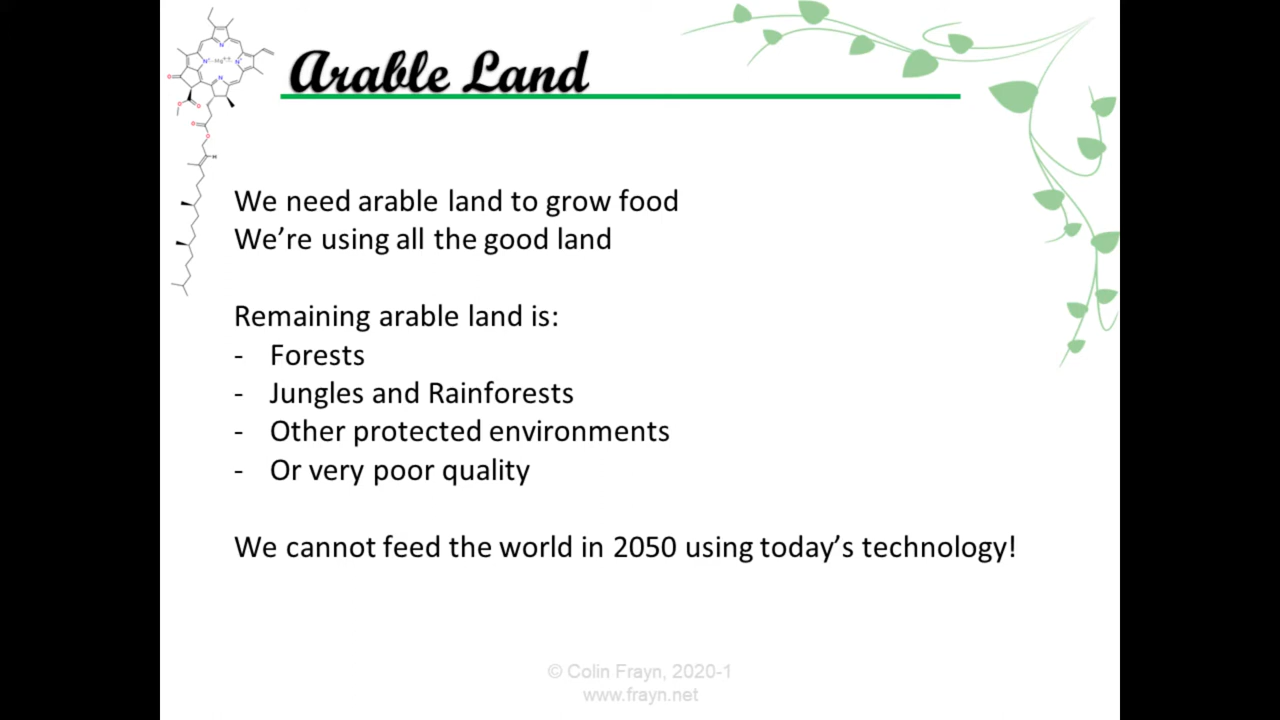 Arable Land
We need arable land to grow food
We’re using all the good land
Remaining arable land is:
- Forests
- Jungles and Rainforests
- Other protected environments
- Or very poor quality
We cannot feed the world in 2050 using today’s technology!
© Colin Frayn, 2020-1
www.frayn.net